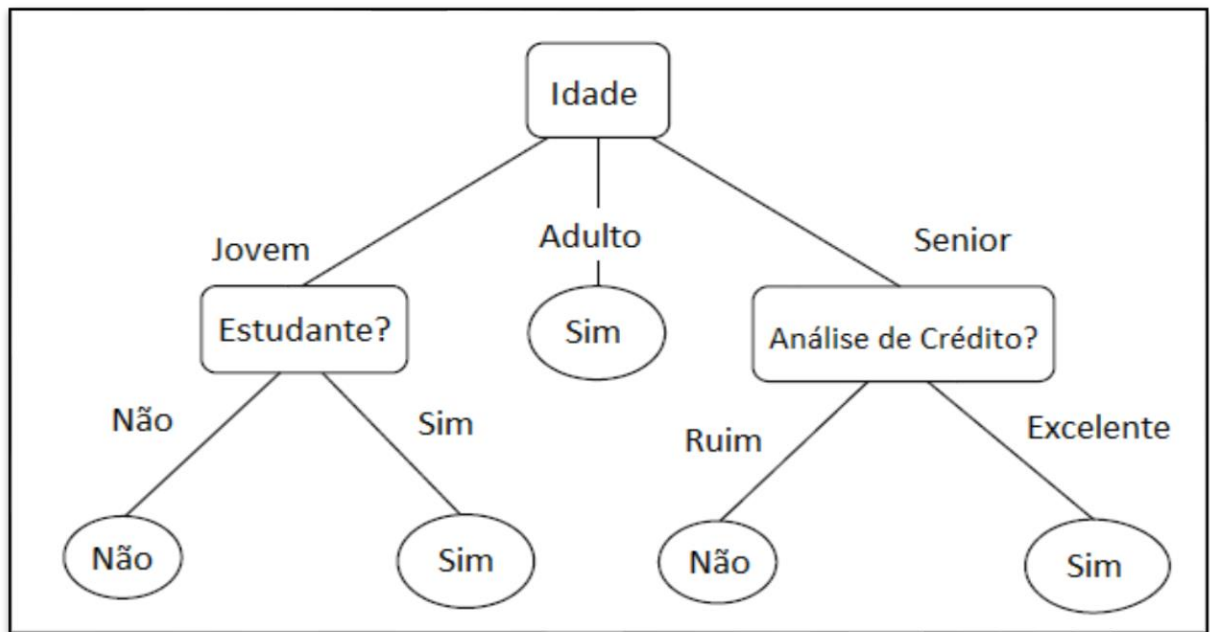 Idade
Jovem
Adulto
Senior
Estudante?
Sim
Análise de Crédito?
Não
Sim
Ruim
Excelente
Não
Sim
Não
Sim